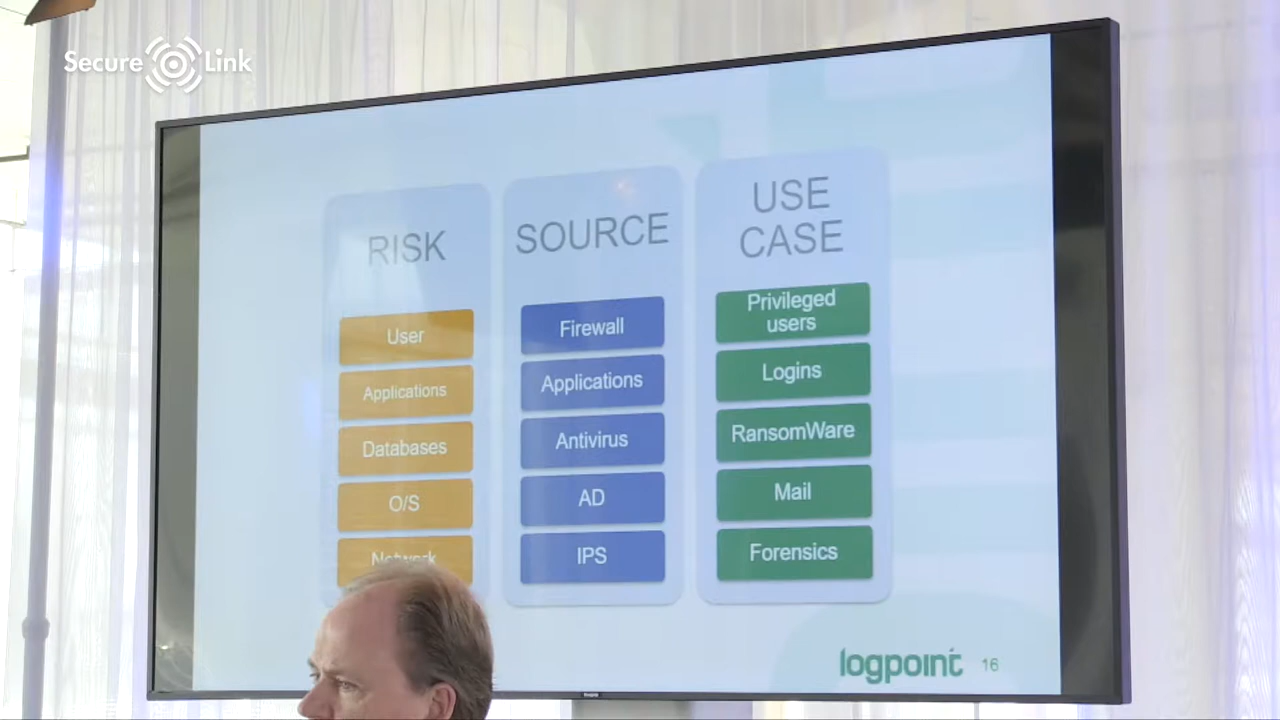 Secure Link
RISK
User
Applications
Databases
O/S
Network
SOURCE
Firewall
Applications
Antivirus
AD
IPS
USE
CASE
Privileged
users
Logins
RansomWare
Mail
Forensics
logpoint
16